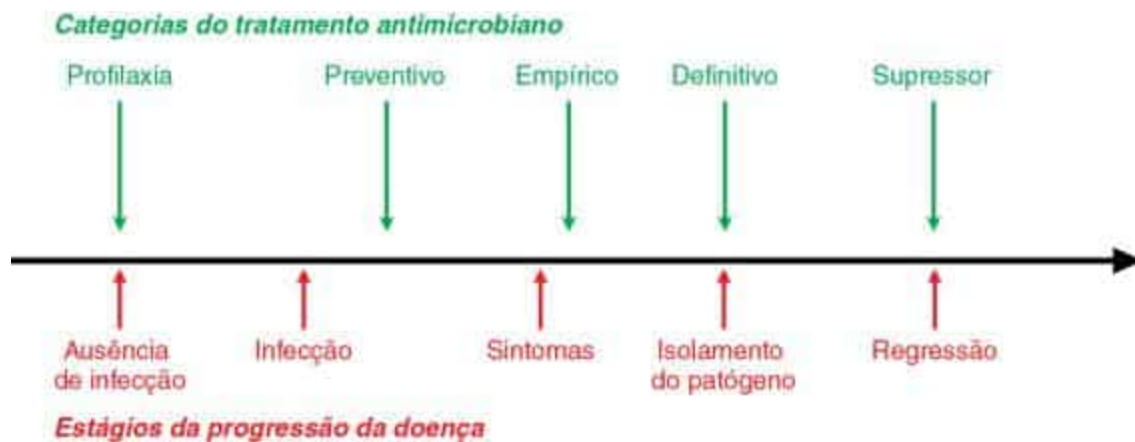 Categorias do tratamento antimicrobiano
Profilaxia Preventivo Empírico Definitivo Supressor
Ausência de infecção Infecção Sintomas Isolamento do patógeno Regressão
Estágios da progressão da doença